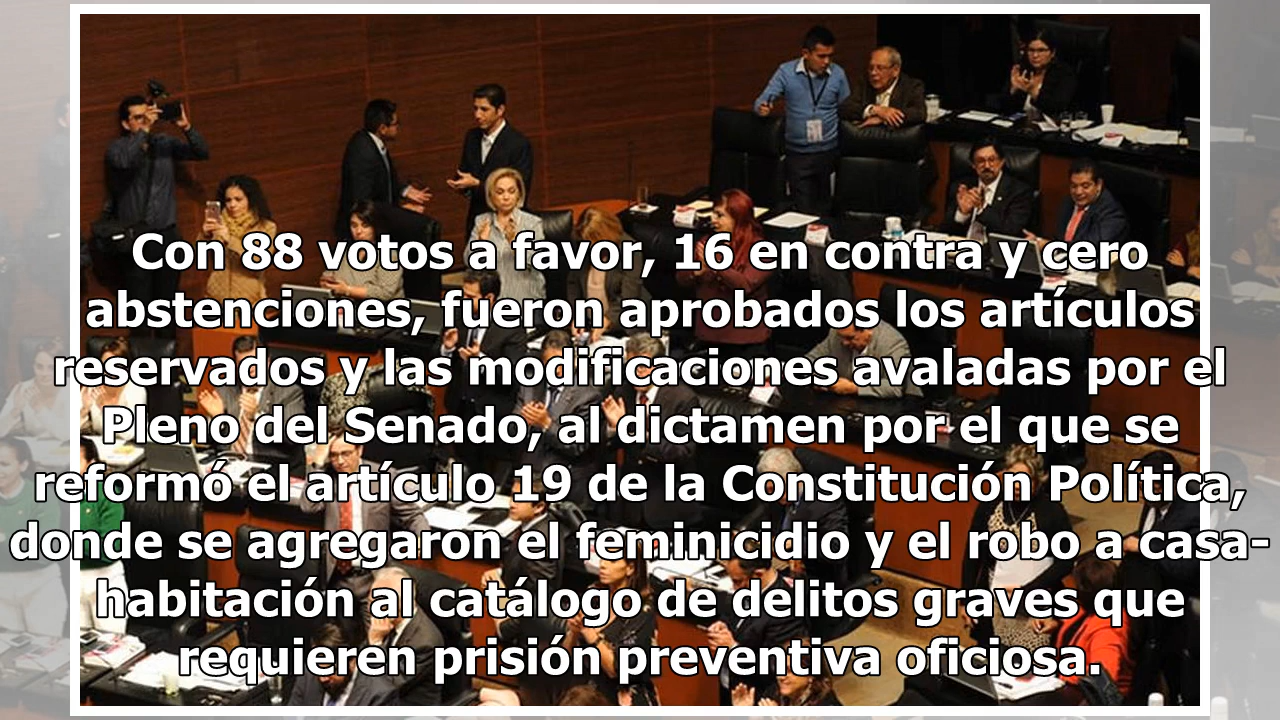 Con 88 votos a favor, 16 en contra y cero
abstenciones, fueron aprobados los artículos
reservados y las modificaciones avaladas por el
Pleno del Senado, al dictamen por el que se
reformó el artículo 19 de la Constitución Política,
donde se agregaron el feminicidio y el robo a casa-
habitación al catálogo de delitos graves que
requieren prisión preventiva oficiosa.